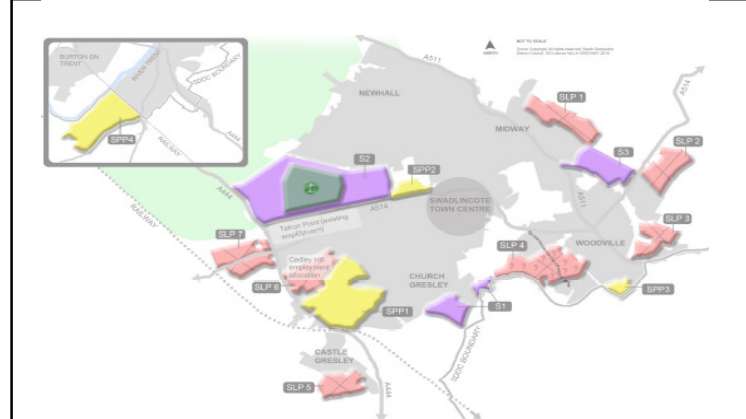 BURTON ON
TRENT
RIVER TRENT
SDDC BOUNDARY
SPP4
RAILWAY
A444
NORTH
NOT TO SCALE
A511
A514
NEWHALL
MIDWAY
SLP 1
S2
SPP2
S3
SLP 2
A444
A514
SWADLINCOTE
TOWN CENTRE
A511
RAILWAY
Tetron Point (existing
employment)
SLP 7
Cadley Hill
employment
allocation
SLP 6
SLP 4
WOODVILLE
SLP 3
CHURCH
GRESLEY
SPP1
S1
SPP3
SDDC BOUNDARY
CASTLE
GRESLEY
SLP 5
A444